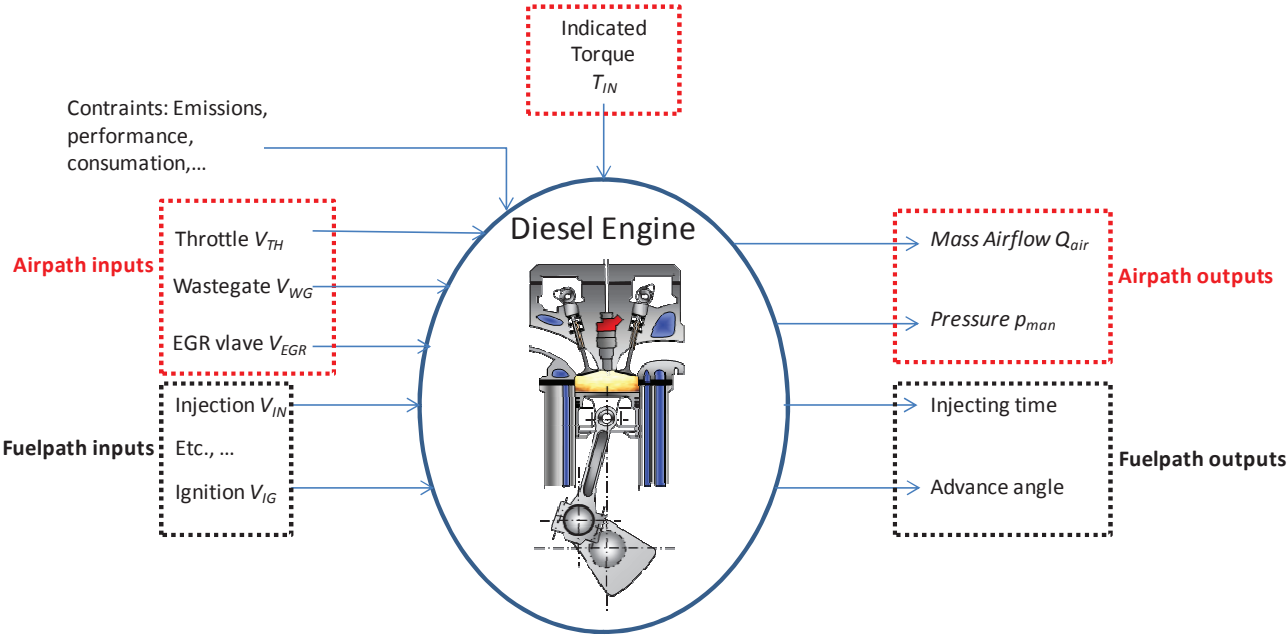 Indicated
Torque
T_IN
Contraints: Emissions,
performance,
consumation,...
Diesel Engine
Airpath inputs
Throttle V_TH
Wastegate V_WG
EGR vlave V_EGR
Fuelpath inputs
Injection V_IN
Etc., ...
Ignition V_IG
Mass Airflow Q_air
Pressure p_man
Airpath outputs
Injecting time
Advance angle
Fuelpath outputs